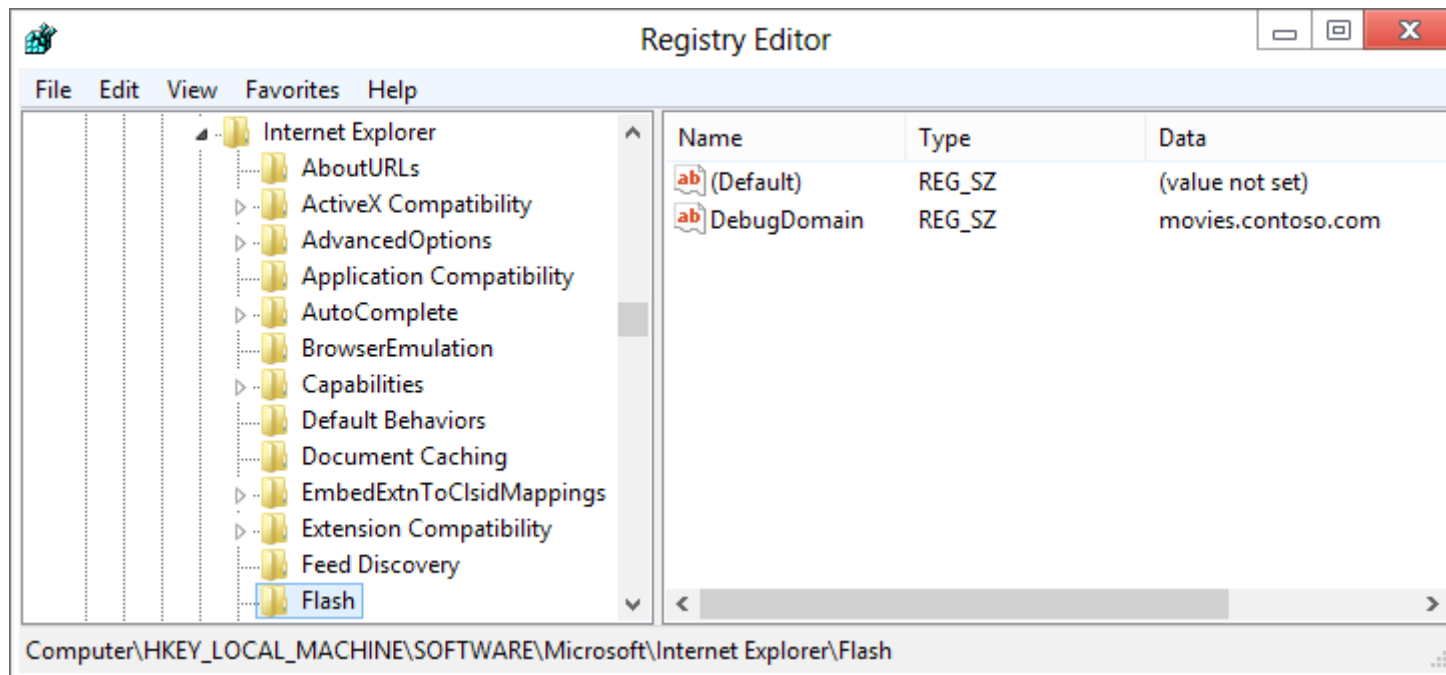 Registry Editor
File Edit View Favorites Help
Internet Explorer
AboutURLs
ActiveX Compatibility
AdvancedOptions
Application Compatibility
AutoComplete
BrowserEmulation
Capabilities
Default Behaviors
Document Caching
EmbedExtnToClsidMappings
Extension Compatibility
Feed Discovery
Flash
Name Type Data
ab (Default) REG_SZ (value not set)
ab DebugDomain REG_SZ movies.contoso.com
Computer\HKEY_LOCAL_MACHINE\SOFTWARE\Microsoft\Internet Explorer\Flash